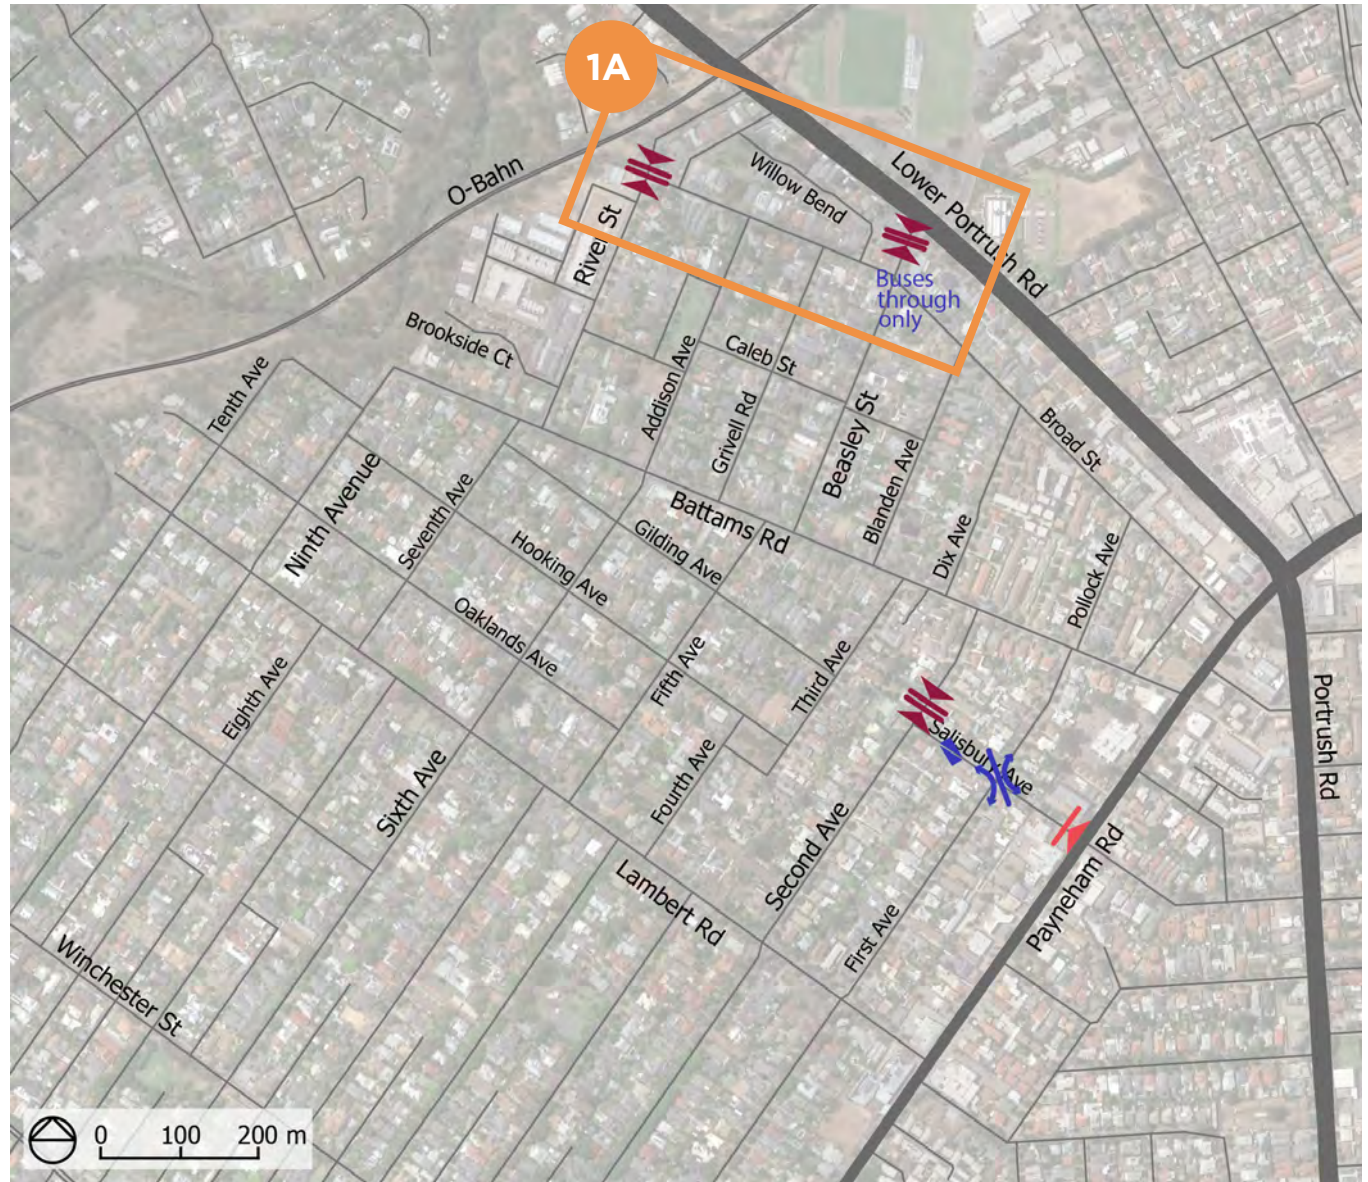 1A
Lower Portrush Rd
O-Bahn
Willow Bend
River St
Buses
through
only
Brookside Ct
Caleb St
Addison Ave
Tenth Ave
Grivell Rd
Beasley St
Broad St
Blanden Ave
Ninth Avenue
Seventh Ave
Battams Rd
Gilding Ave
Hooking Ave
Dix Ave
Pollock Ave
Oaklands Ave
Fifth Ave
Third Ave
Eighth Ave
Portrush Rd
Salisbury Ave
Fourth Ave
Sixth Ave
Second Ave
Payneham Rd
Lambert Rd
First Ave
Winchester St
0 100 200 m